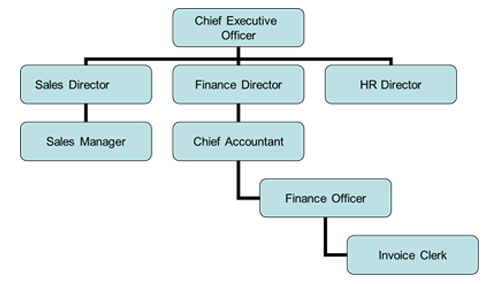 Chief Executive
Officer
Sales Director
Finance Director
HR Director
Sales Manager
Chief Accountant
Finance Officer
Invoice Clerk